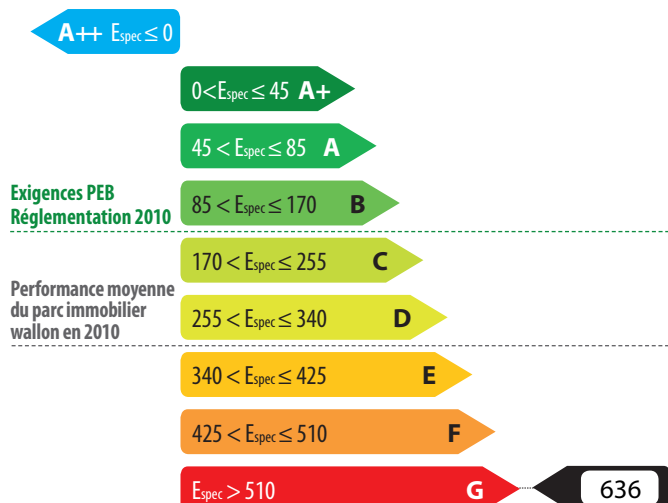 A++ Espec ≤ 0
0<Espec ≤ 45 A+
45 < Espec ≤ 85 A
Exigences PEB
Réglementation 2010
85 < Espec ≤ 170 B
170 < Espec ≤ 255 C
Performance moyenne
du parc immobilier
wallon en 2010
255 < Espec ≤ 340 D
340 < Espec ≤ 425 E
425 < Espec ≤ 510 F
Espec > 510 G 636